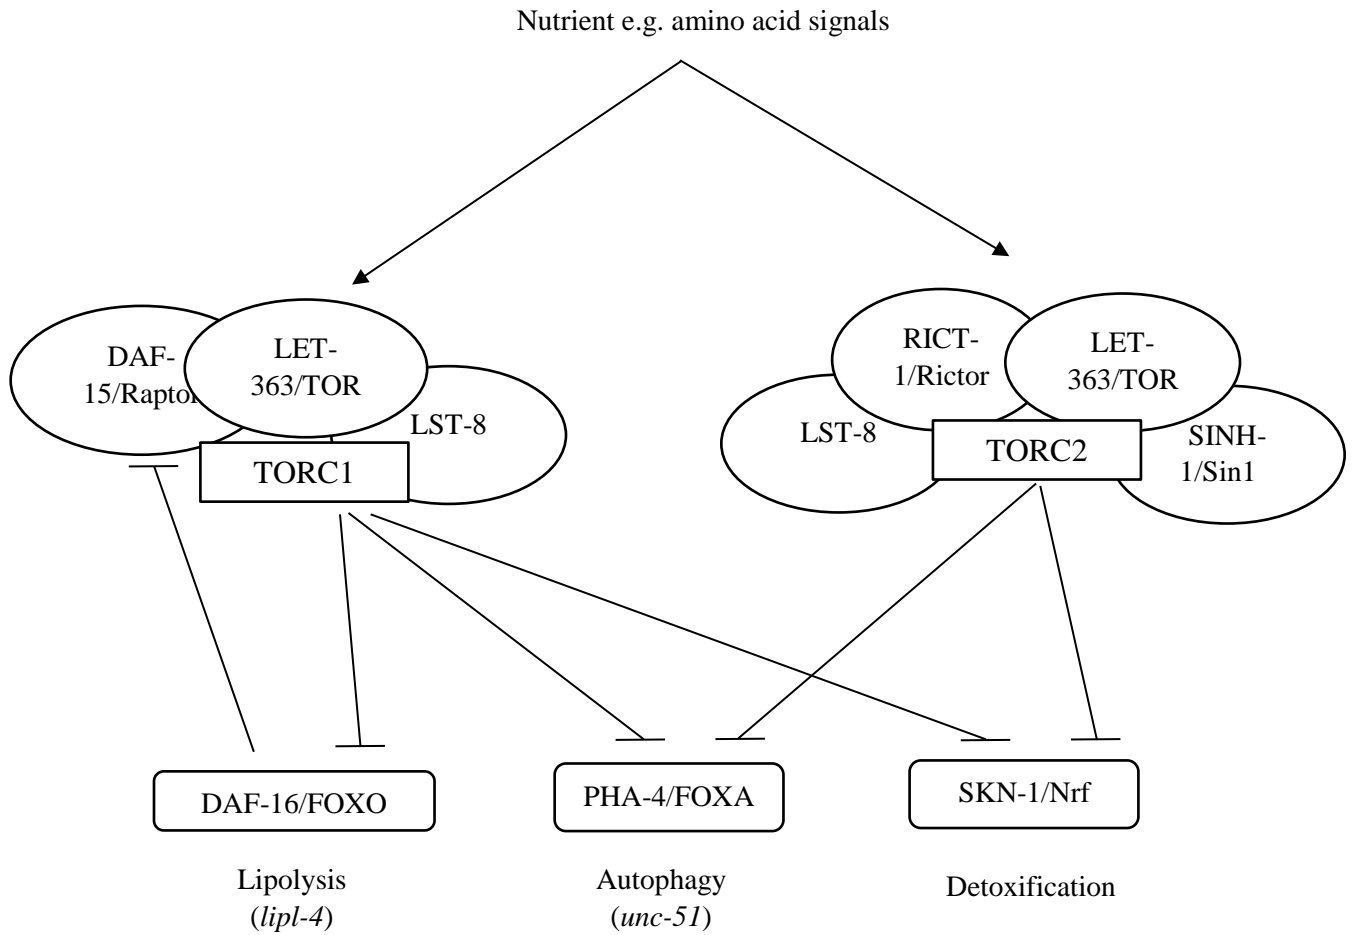 Nutrient e.g. amino acid signals
DAF-
15/Raptor
LET-
363/TOR
LST-8
TORC1
RICT-
1/Rictor
LET-
363/TOR
LST-8
TORC2
SINH-
1/Sin1
DAF-16/FOXO
PHA-4/FOXA
SKN-1/Nrf
Lipolysis
(lipl-4)
Autophagy
(unc-51)
Detoxification